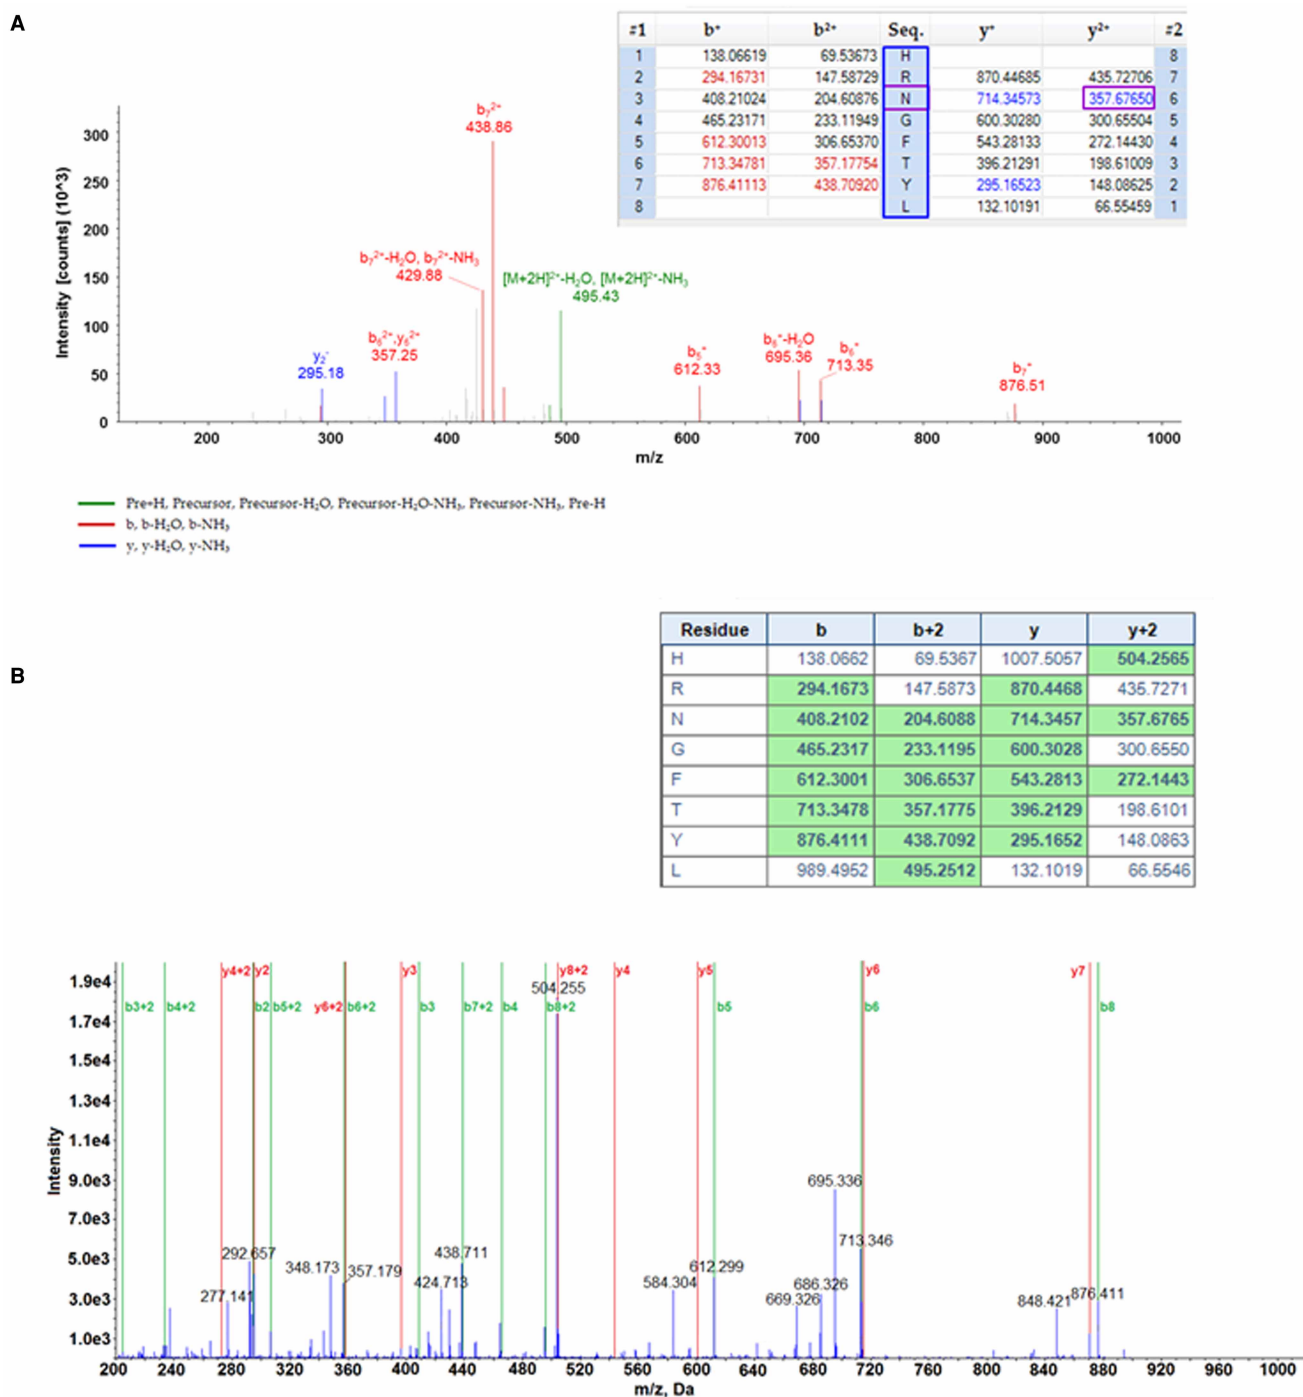 A
#1 b⁺ b²⁺ Seq. y⁺ y²⁺ #2
1 138.06619 69.53673 H 8
2 294.16731 147.58729 R 870.44685 435.72706 7
3 408.21024 204.60876 N 714.34573 357.67650 6
4 465.23171 233.11949 G 600.30280 300.65504 5
5 612.30013 306.65370 F 543.28133 272.14430 4
6 713.34781 357.17754 T 396.21291 198.61009 3
7 876.41113 438.70920 Y 295.16523 148.08625 2
8 L 132.10191 66.55459 1
Intensity [counts] (10^3)
300
250
200
150
100
50
0
b₇²⁺
438.86
b₇²⁺-H₂O, b₇²⁺-NH₃
429.88
[M+2H]²⁺-H₂O, [M+2H]²⁺-NH₃
495.43
b₆²⁺,y₆²⁺
357.25
y₂⁺
295.18
b₅⁺
612.33
b₆⁺-H₂O
695.36
b₆⁺
713.35
b₇⁺
876.51
200 300 400 500 600 700 800 900 1000
m/z
Pre+H, Precursor, Precursor-H₂O, Precursor-H₂O-NH₃, Precursor-NH₃, Pre-H
b, b-H₂O, b-NH₃
y, y-H₂O, y-NH₃
B
Residue b b+2 y y+2
H 138.0662 69.5367 1007.5057 504.2565
R 294.1673 147.5873 870.4468 435.7271
N 408.2102 204.6088 714.3457 357.6765
G 465.2317 233.1195 600.3028 300.6550
F 612.3001 306.6537 543.2813 272.1443
T 713.3478 357.1775 396.2129 198.6101
Y 876.4111 438.7092 295.1652 148.0863
L 989.4952 495.2512 132.1019 66.5546
Intensity
1.9e4
1.7e4
1.5e4
1.3e4
1.1e4
9.0e3
7.0e3
5.0e3
3.0e3
1.0e3
y4+2 y2 y3 y8+2 y4 y5 y6 y7
504.255
b3+2 b4+2 b2 b5+2 y6+2 b6+2 b3 b7+2 b4 b8+2 b5 b6 b8
695.336
713.346
292.657
438.711
348.173
357.179
612.299
424.713
584.304
686.326
277.141
669.326
848.421
876.411
200 240 280 320 360 400 440 480 520 560 600 640 680 720 760 800 840 880 920 960 1000
m/z, Da